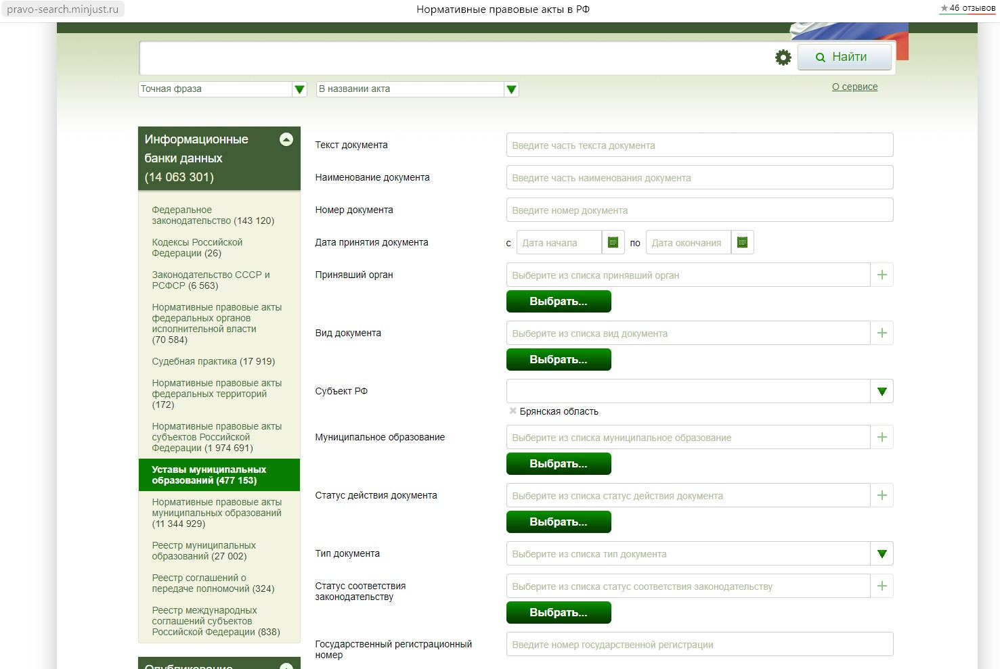 pravo-search.minjust.ru
Нормативные правовые акты в РФ
★ 46 отзывов
Найти
Точная фраза
В названии акта
О сервисе
Информационные
банки данных
(14 063 301)
Федеральное
законодательство (143 120)
Кодексы Российской
Федерации (26)
Законодательство СССР и
РСФСР (6 563)
Нормативные правовые акты
федеральных органов
исполнительной власти
(70 584)
Судебная практика (17 919)
Нормативные правовые акты
федеральных территорий
(172)
Нормативные правовые акты
субъектов Российской
Федерации (1 974 691)
Уставы муниципальных
образований (477 153)
Нормативные правовые акты
муниципальных образований
(11 344 929)
Реестр муниципальных
образований (27 002)
Реестр соглашений о
передаче полномочий (324)
Реестр международных
соглашений субъектов
Российской Федерации (838)
Опубликование
Текст документа
Введите часть текста документа
Наименование документа
Введите часть наименования документа
Номер документа
Введите номер документа
Дата принятия документа
с Дата начала по Дата окончания
Принявший орган
Выберите из списка принявший орган
Выбрать...
Вид документа
Выберите из списка вид документа
Выбрать...
Субъект РФ
Брянская область
Муниципальное образование
Выберите из списка муниципальное образование
Выбрать...
Статус действия документа
Выберите из списка статус действия документа
Выбрать...
Тип документа
Выберите из списка тип документа
Статус соответствия
законодательству
Выберите из списка статус соответствия законодательству
Выбрать...
Государственный регистрационный
номер
Введите номер государственной регистрации